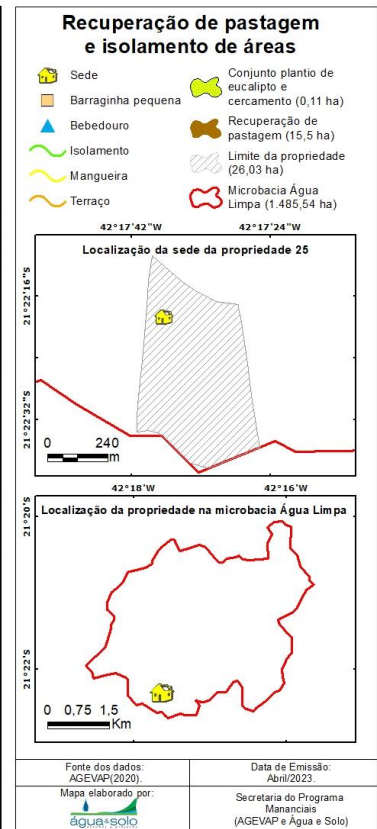 Recuperação de pastagem
e isolamento de áreas
Sede
Barraginha pequena
Bebedouro
Isolamento
Mangueira
Terraço
Conjunto plantio de
eucalipto e
cercamento (0,11 ha)
Recuperação de
pastagem (15,5 ha)
Limite da propriedade
(26,03 ha)
Microbacia Água
Limpa (1.485,54 ha)
42°17'42"W 42°17'24"W
Localização da sede da propriedade 25
21°22'16"S
21°22'32"S
0 240
m
42°18'W 42°16'W
Localização da propriedade na microbacia Água Limpa
21°20'S
21°22'S
0 0,75 1,5
Km
Fonte dos dados:
AGEVAP(2020).
Data de Emissão:
Abril/2023.
Mapa elaborado por:
água&solo
Secretaria do Programa
Mananciais
(AGEVAP e Água e Solo)